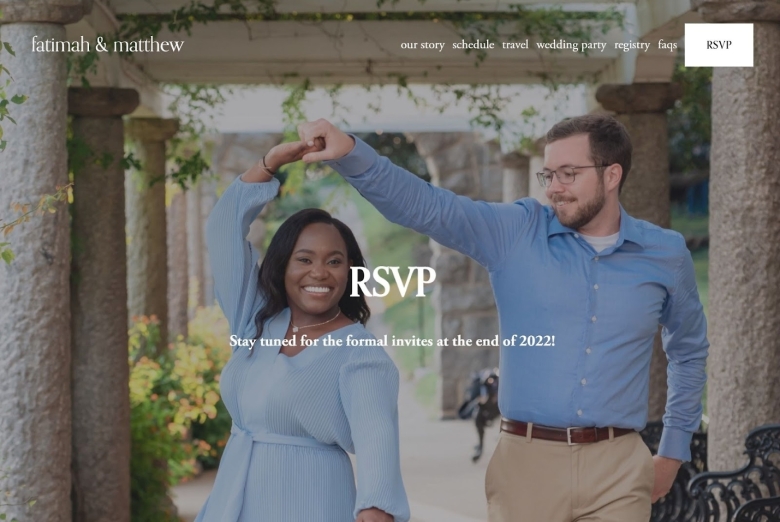 fatimah & matthew
our story schedule travel wedding party registry faqs RSVP
RSVP
Stay tuned for the formal invites at the end of 2022!